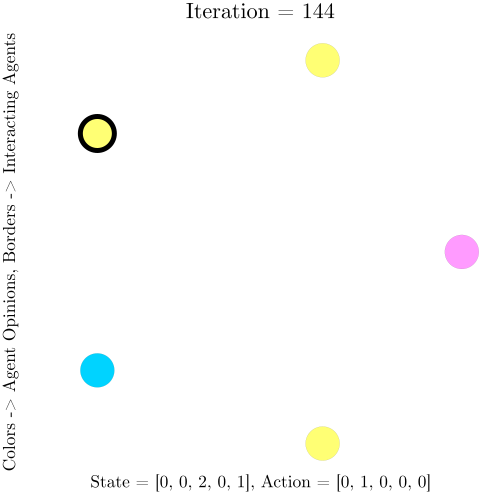 Iteration = 144
Colors -> Agent Opinions, Borders -> Interacting Agents
State = [0, 0, 2, 0, 1], Action = [0, 1, 0, 0, 0]